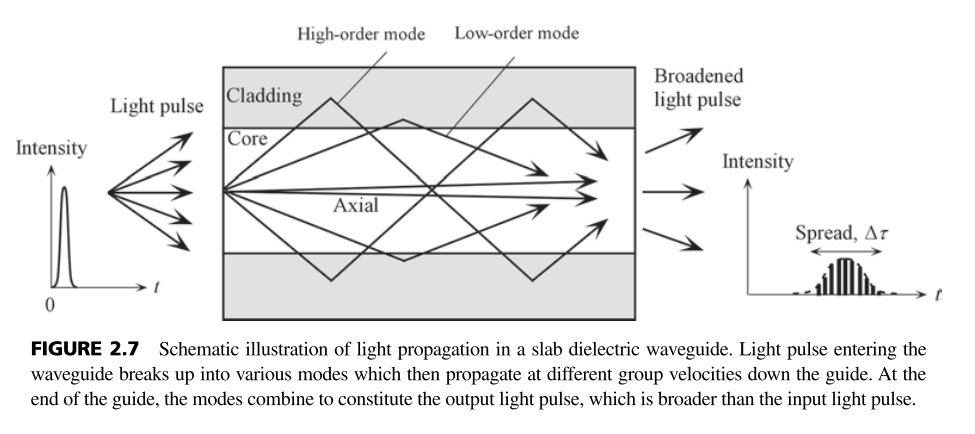 High-order mode
Low-order mode
Light pulse
Cladding
Broadened
light pulse
Core
Intensity
Intensity
Axial
Spread, Δτ
0
t
t
FIGURE 2.7 Schematic illustration of light propagation in a slab dielectric waveguide. Light pulse entering the
waveguide breaks up into various modes which then propagate at different group velocities down the guide. At the
end of the guide, the modes combine to constitute the output light pulse, which is broader than the input light pulse.